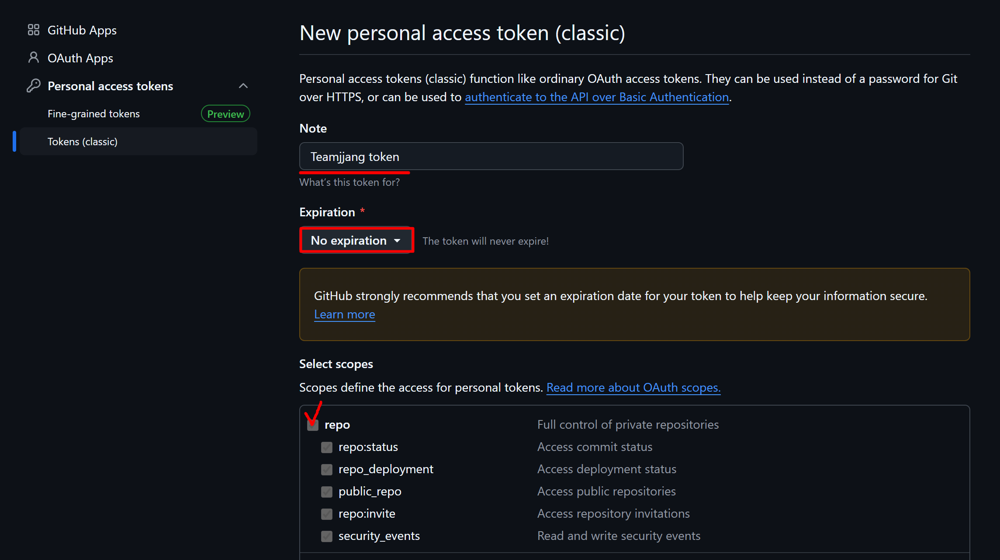 GitHub Apps
OAuth Apps
Personal access tokens
Fine-grained tokens Preview
Tokens (classic)
New personal access token (classic)
Personal access tokens (classic) function like ordinary OAuth access tokens. They can be used instead of a password for Git
over HTTPS, or can be used to authenticate to the API over Basic Authentication.
Note
Teamjjang token
What's this token for?
Expiration *
No expiration The token will never expire!
GitHub strongly recommends that you set an expiration date for your token to help keep your information secure.
Learn more
Select scopes
Scopes define the access for personal tokens. Read more about OAuth scopes.
repo Full control of private repositories
repo:status Access commit status
repo_deployment Access deployment status
public_repo Access public repositories
repo:invite Access repository invitations
security_events Read and write security events